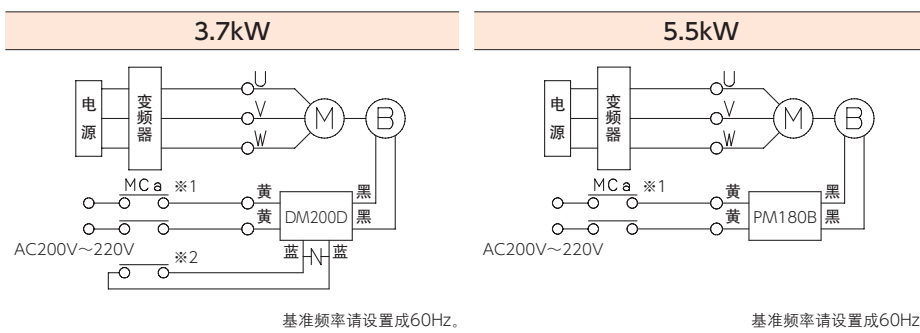 3.7kW
电源
变频器
U
V
W
M
B
MCa ※1
黄
黄
DM200D
黑
黑
AC200V～220V
蓝
N
蓝
※2
基准频率请设置成60Hz。
5.5kW
电源
变频器
U
V
W
M
B
MCa ※1
黄
黄
PM180B
黑
黑
AC200V～220V
基准频率请设置成60Hz